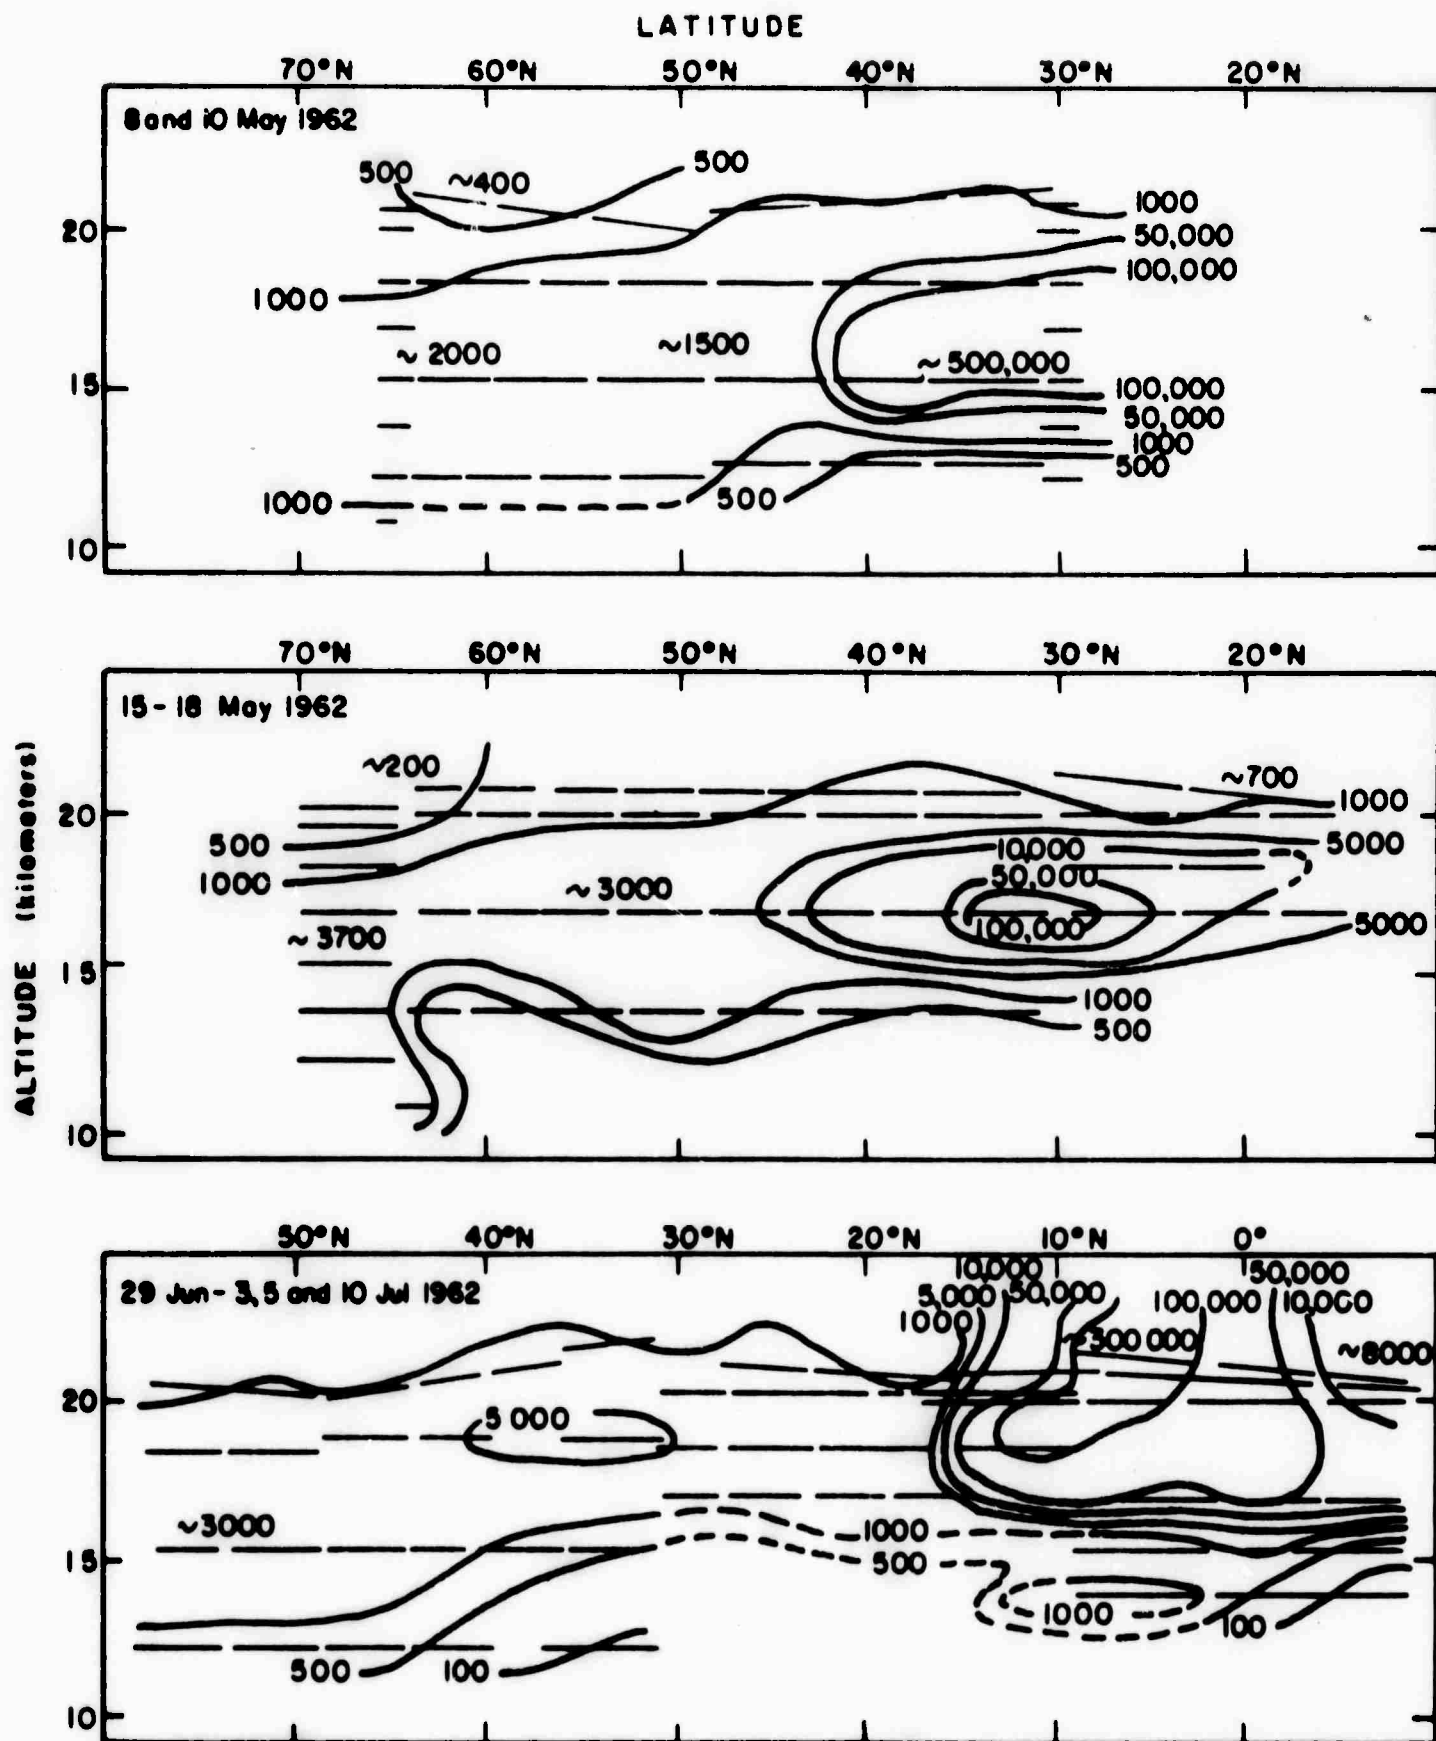 LATITUDE
70°N 60°N 50°N 40°N 30°N 20°N
8 and 10 May 1962
500 ~400 500
20
1000
50,000
100,000
1000
~2000 ~1500 ~500,000
15
100,000
50,000
1000
500
1000 500
10
70°N 60°N 50°N 40°N 30°N 20°N
15-18 May 1962
ALTITUDE (kilometers)
~200 ~700
20 1000
500 10,000 5000
1000 ~3000 50,000
~3700 100,000 5000
15
1000
500
10
50°N 40°N 30°N 20°N 10°N 0°
29 Jun-3, 5 and 10 Jul 1962
10,000 50,000
5,000 50,000 100,000 10,000
1000 ~300 000 ~8000
20
5000
~3000 1000
15 500
1000 100
500 100
10